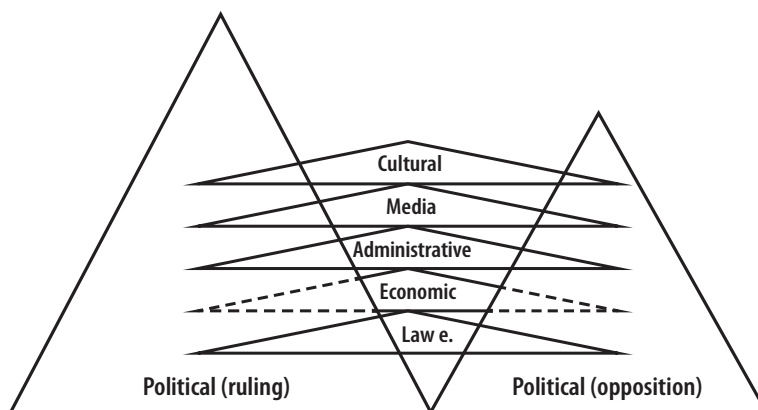 Cultural
Media
Administrative
Economic
Law e.
Political (ruling)
Political (opposition)